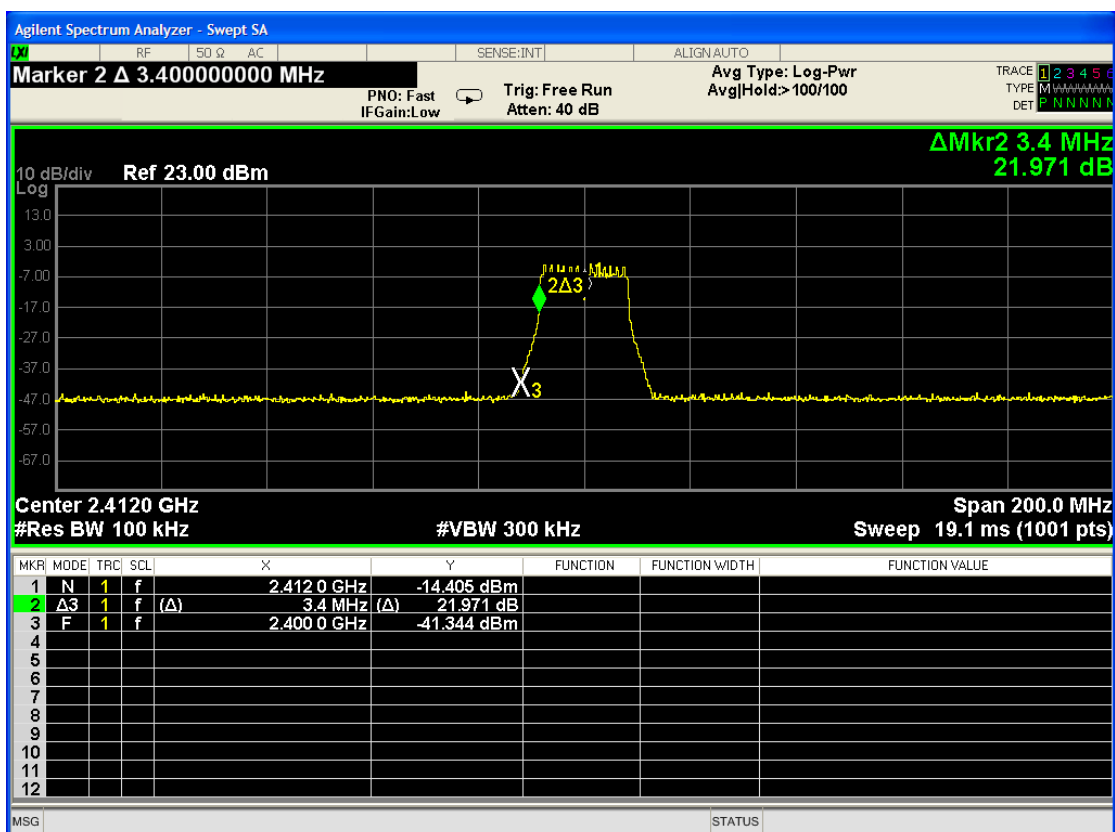 Agilent Spectrum Analyzer - Swept SA
LXI RF 50 Ω AC SENSE:INT ALIGN AUTO
Marker 2 Δ 3.400000000 MHz
PNO: Fast
IFGain:Low
Trig: Free Run
Atten: 40 dB
Avg Type: Log-Pwr
Avg|Hold:>100/100
TRACE 1 2 3 4 5 6
TYPE M
DET P N N N N N
ΔMkr2 3.4 MHz
21.971 dB
10 dB/div Ref 23.00 dBm
Log
13.0
3.00
-7.00
-17.0
-27.0
-37.0
-47.0
-57.0
-67.0
1
2Δ3
3
Center 2.4120 GHz Span 200.0 MHz
#Res BW 100 kHz #VBW 300 kHz Sweep 19.1 ms (1001 pts)
MKR MODE TRC SCL X Y FUNCTION FUNCTION WIDTH FUNCTION VALUE
1 N 1 f 2.412 0 GHz -14.405 dBm
2 Δ3 1 f (Δ) 3.4 MHz (Δ) 21.971 dB
3 F 1 f 2.400 0 GHz -41.344 dBm
4
5
6
7
8
9
10
11
12
MSG STATUS